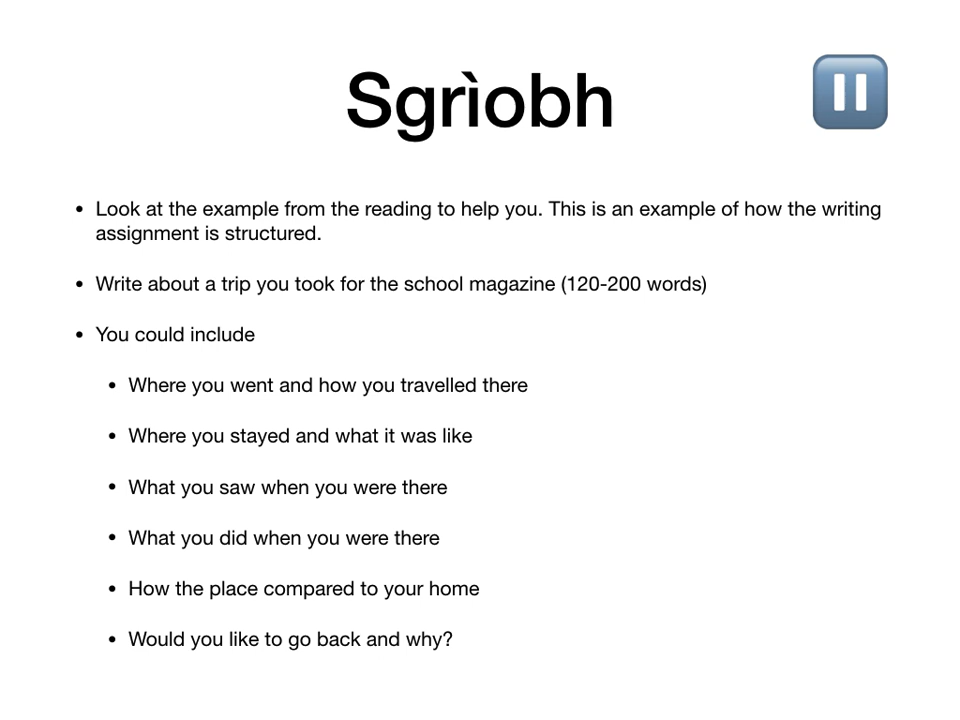 Sgrìobh
• Look at the example from the reading to help you. This is an example of how the writing
assignment is structured.
• Write about a trip you took for the school magazine (120-200 words)
• You could include
• Where you went and how you travelled there
• Where you stayed and what it was like
• What you saw when you were there
• What you did when you were there
• How the place compared to your home
• Would you like to go back and why?